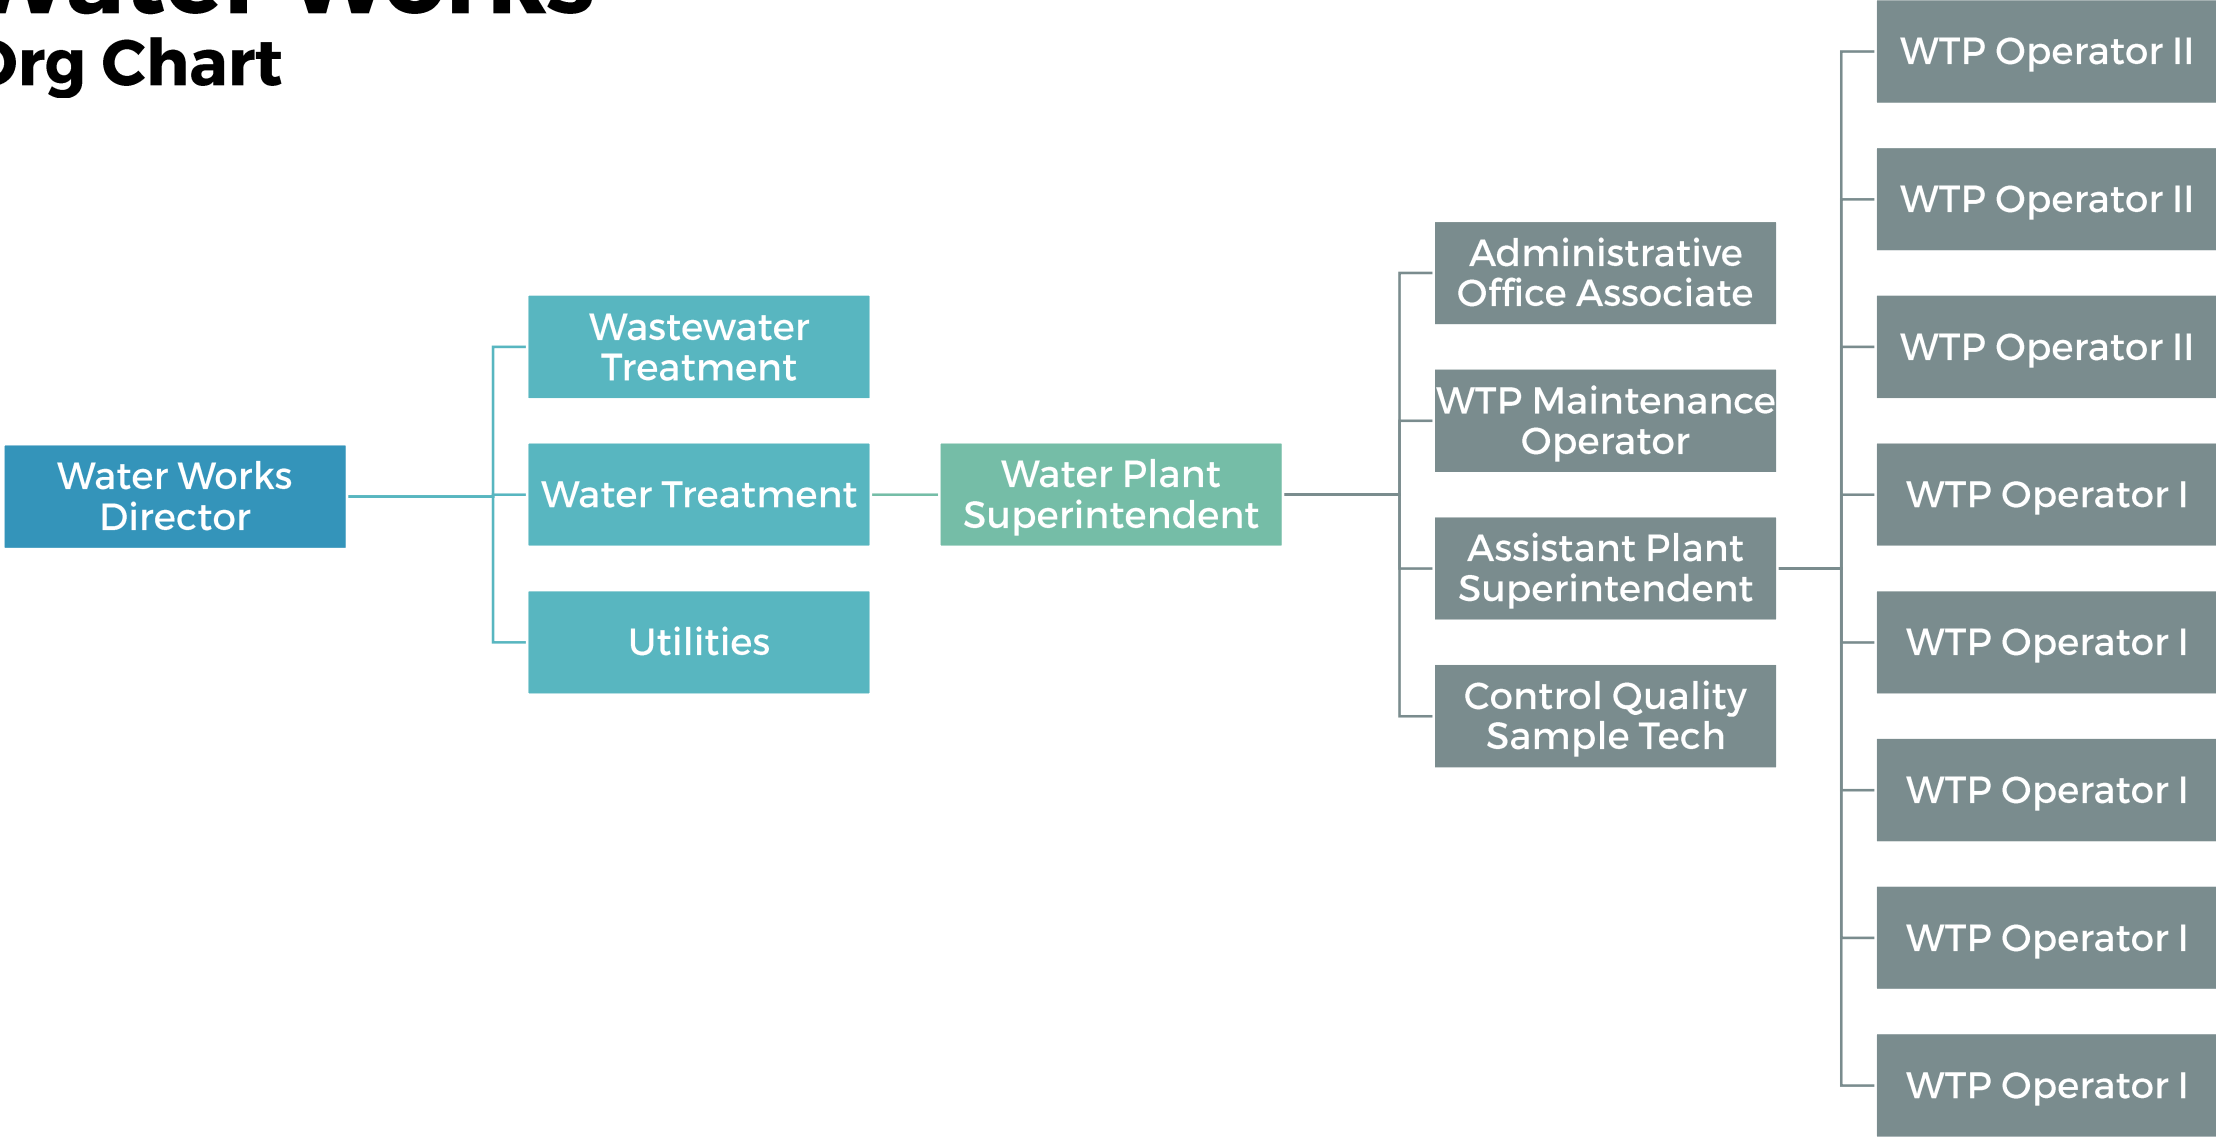 Water Works
Org Chart
WTP Operator II
WTP Operator II
Administrative
Office Associate
Wastewater
Treatment
WTP Operator II
WTP Maintenance
Operator
Water Works
Director
Water Treatment
Water Plant
Superintendent
WTP Operator I
Assistant Plant
Superintendent
Utilities
WTP Operator I
Control Quality
Sample Tech
WTP Operator I
WTP Operator I
WTP Operator I